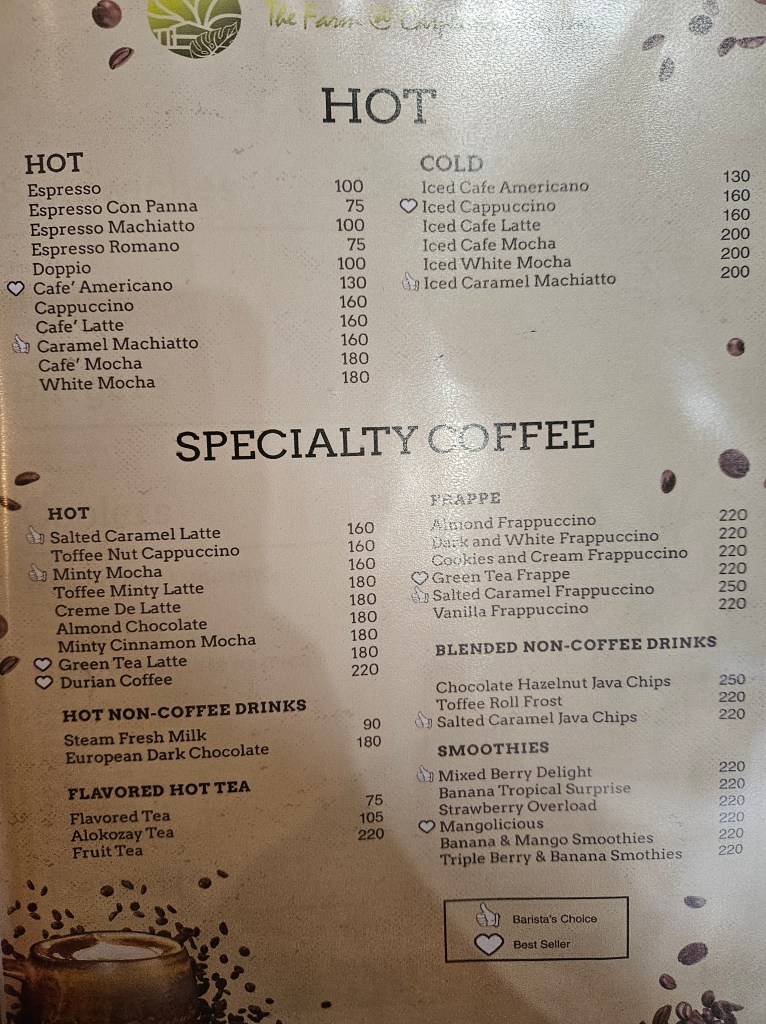 The Farm @
HOT
HOT
Espresso 100
Espresso Con Panna 75
Espresso Machiatto 100
Espresso Romano 75
Doppio 100
Cafe' Americano 130
Cappuccino 160
Cafe' Latte 160
Caramel Machiatto 160
Cafe' Mocha 180
White Mocha 180
COLD
Iced Cafe Americano 130
Iced Cappuccino 160
Iced Cafe Latte 160
Iced Cafe Mocha 200
Iced White Mocha 200
Iced Caramel Machiatto 200
SPECIALTY COFFEE
HOT
Salted Caramel Latte 160
Toffee Nut Cappuccino 160
Minty Mocha 160
Toffee Minty Latte 180
Creme De Latte 180
Almond Chocolate 180
Minty Cinnamon Mocha 180
Green Tea Latte 180
Durian Coffee 220
HOT NON-COFFEE DRINKS
Steam Fresh Milk 90
European Dark Chocolate 180
FLAVORED HOT TEA
Flavored Tea 75
Alokozay Tea 105
Fruit Tea 220
FRAPPE
Almond Frappuccino 220
Dark and White Frappuccino 220
Cookies and Cream Frappuccino 220
Green Tea Frappe 220
Salted Caramel Frappuccino 250
Vanilla Frappuccino 220
BLENDED NON-COFFEE DRINKS
Chocolate Hazelnut Java Chips 250
Toffee Roll Frost 220
Salted Caramel Java Chips 220
SMOOTHIES
Mixed Berry Delight 220
Banana Tropical Surprise 220
Strawberry Overload 220
Mangolicious 220
Banana & Mango Smoothies 220
Triple Berry & Banana Smothies 220
Barista's Choice
Best Seller